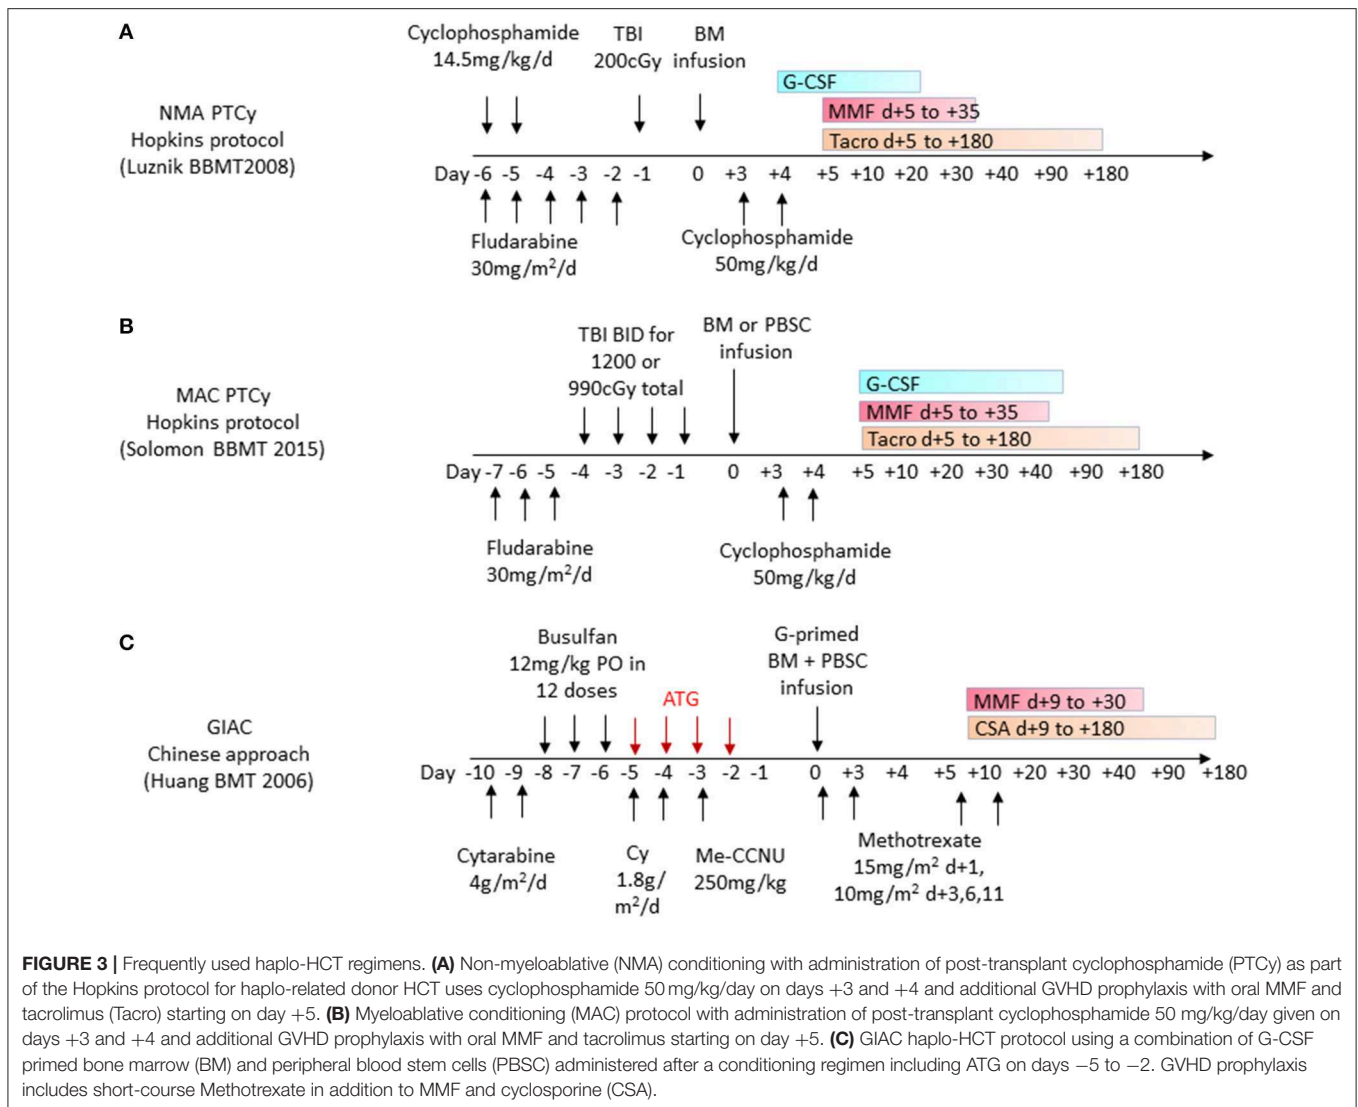 A
Cyclophosphamide
14.5mg/kg/d
TBI
200cGy
BM
infusion
G-CSF
MMF d+5 to +35
Tacro d+5 to +180
NMA PTCy
Hopkins protocol
(Luznik BBMT2008)
Day -6 -5 -4 -3 -2 -1 0 +3 +4 +5 +10 +20 +30 +40 +90 +180
Fludarabine
30mg/m²/d
Cyclophosphamide
50mg/kg/d
B
TBI BID for
1200 or
990cGy total
BM or PBSC
infusion
G-CSF
MMF d+5 to +35
Tacro d+5 to +180
MAC PTCy
Hopkins protocol
(Solomon BBMT 2015)
Day -7 -6 -5 -4 -3 -2 -1 0 +3 +4 +5 +10 +20 +30 +40 +90 +180
Fludarabine
30mg/m²/d
Cyclophosphamide
50mg/kg/d
C
Busulfan
12mg/kg PO in
12 doses
ATG
G-primed
BM + PBSC
infusion
MMF d+9 to +30
CSA d+9 to +180
GIAC
Chinese approach
(Huang BMT 2006)
Day -10 -9 -8 -7 -6 -5 -4 -3 -2 -1 0 +3 +4 +5 +10 +20 +30 +40 +90 +180
Cytarabine
4g/m²/d
Cy
1.8g/
m²/d
Me-CCNU
250mg/kg
Methotrexate
15mg/m² d+1,
10mg/m² d+3,6,11
FIGURE 3 | Frequently used haplo-HCT regimens. (A) Non-myeloablative (NMA) conditioning with administration of post-transplant cyclophosphamide (PTCy) as part
of the Hopkins protocol for haplo-related donor HCT uses cyclophosphamide 50 mg/kg/day on days +3 and +4 and additional GVHD prophylaxis with oral MMF and
tacrolimus (Tacro) starting on day +5. (B) Myeloablative conditioning (MAC) protocol with administration of post-transplant cyclophosphamide 50 mg/kg/day given on
days +3 and +4 and additional GVHD prophylaxis with oral MMF and tacrolimus starting on day +5. (C) GIAC haplo-HCT protocol using a combination of G-CSF
primed bone marrow (BM) and peripheral blood stem cells (PBSC) administered after a conditioning regimen including ATG on days −5 to −2. GVHD prophylaxis
includes short-course Methotrexate in addition to MMF and cyclosporine (CSA).